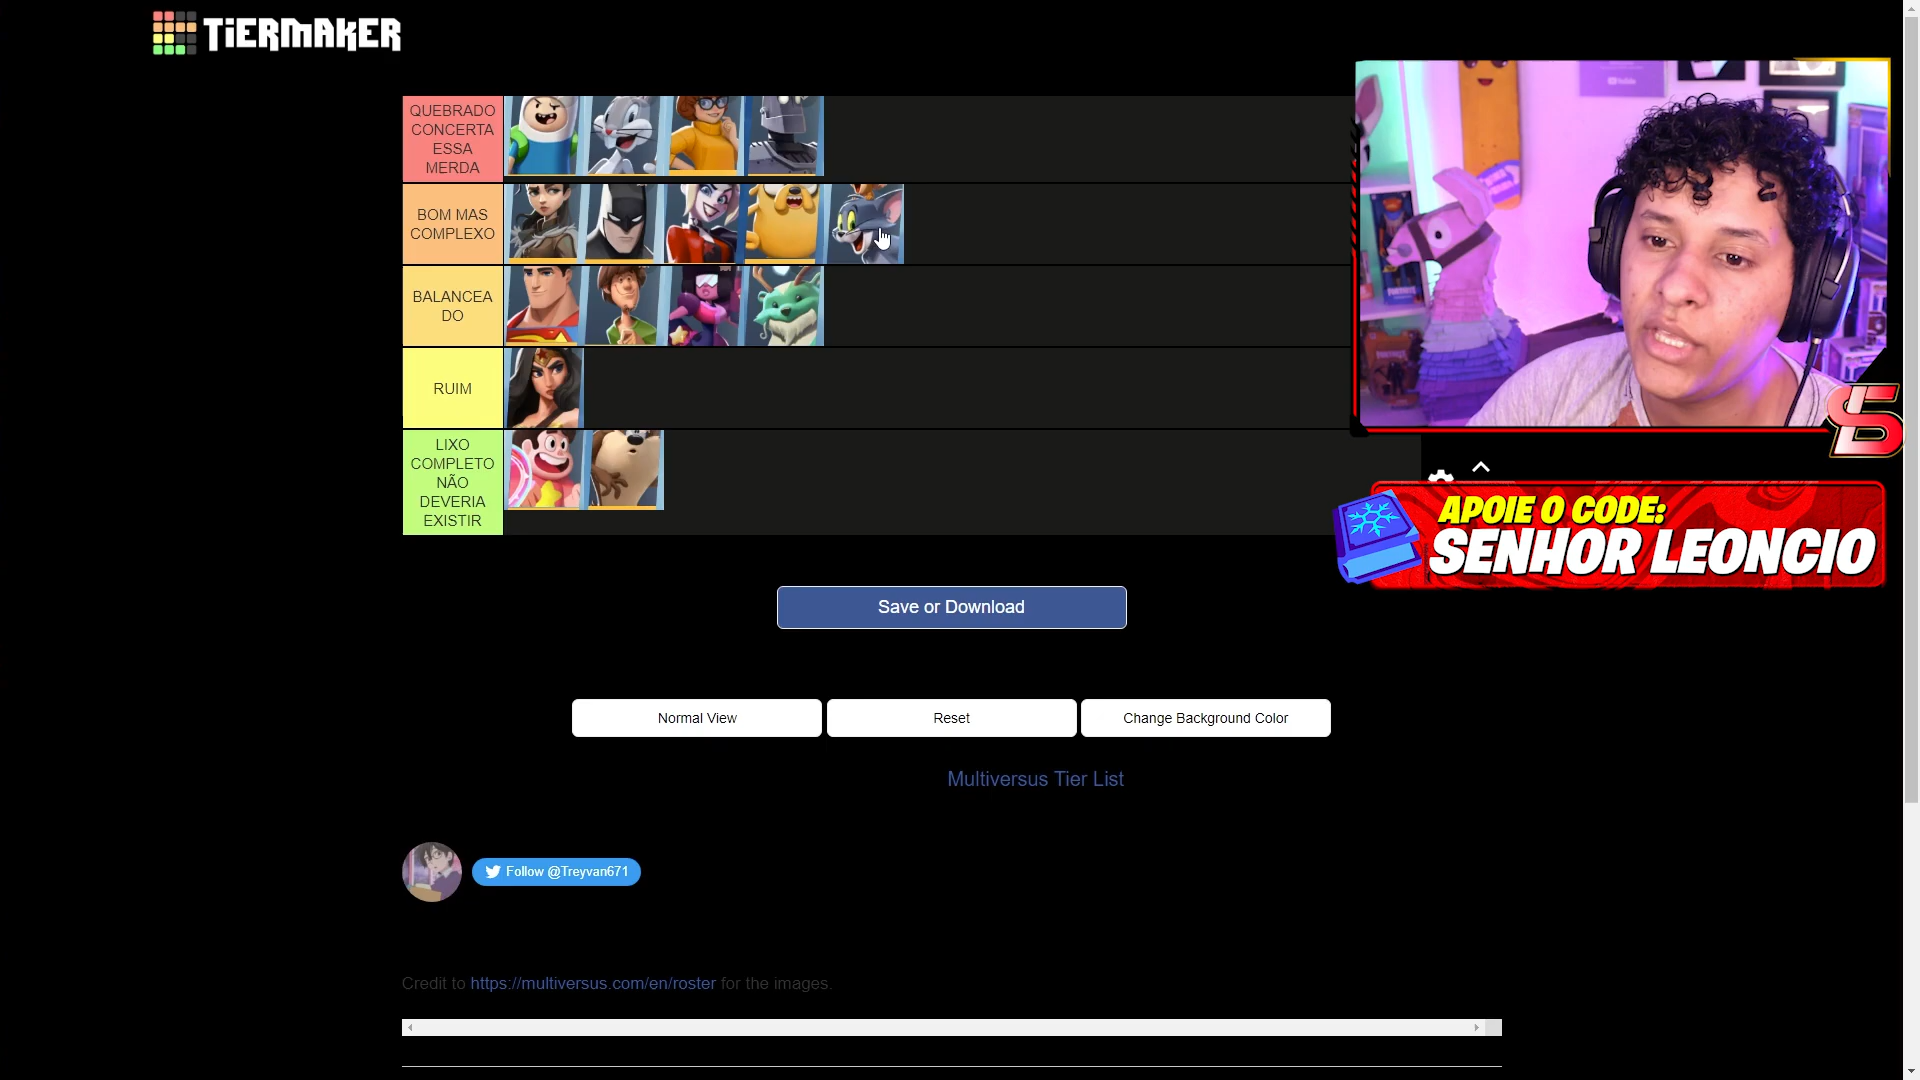 TiERMAKER
QUEBRADO
CONCERTA
ESSA
MERDA
BOM MAS
COMPLEXO
BALANCEA
DO
RUIM
LIXO
COMPLETO
NÃO
DEVERIA
EXISTIR
APOIE O CODE:
SENHOR LEONCIO
Save or Download
Normal View
Reset
Change Background Color
Multiversus Tier List
Follow @Treyvan671
Credit to https://multiversus.com/en/roster for the images.